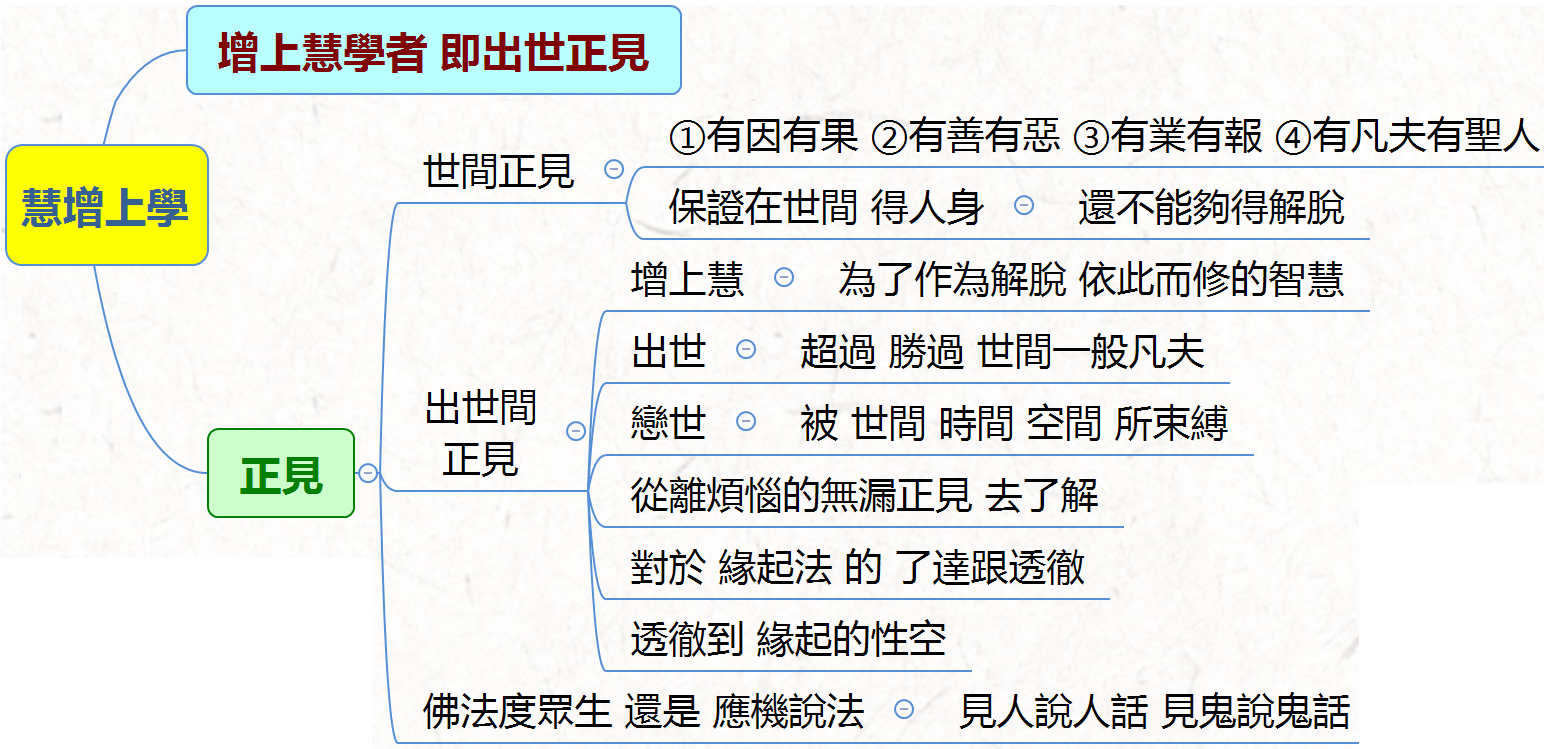 增上慧學者 即出世正見
慧增上學
正見
世間正見
①有因有果 ②有善有惡 ③有業有報 ④有凡夫有聖人
保證在世間 得人身
還不能夠得解脫
出世間
正見
增上慧
為了作為解脫 依此而修的智慧
出世
超過 勝過 世間一般凡夫
戀世
被 世間 時間 空間 所束縛
從離煩惱的無漏正見 去了解
對於 緣起法 的 了達跟透徹
透徹到 緣起的性空
佛法度眾生 還是 應機說法
見人說人話 見鬼說鬼話